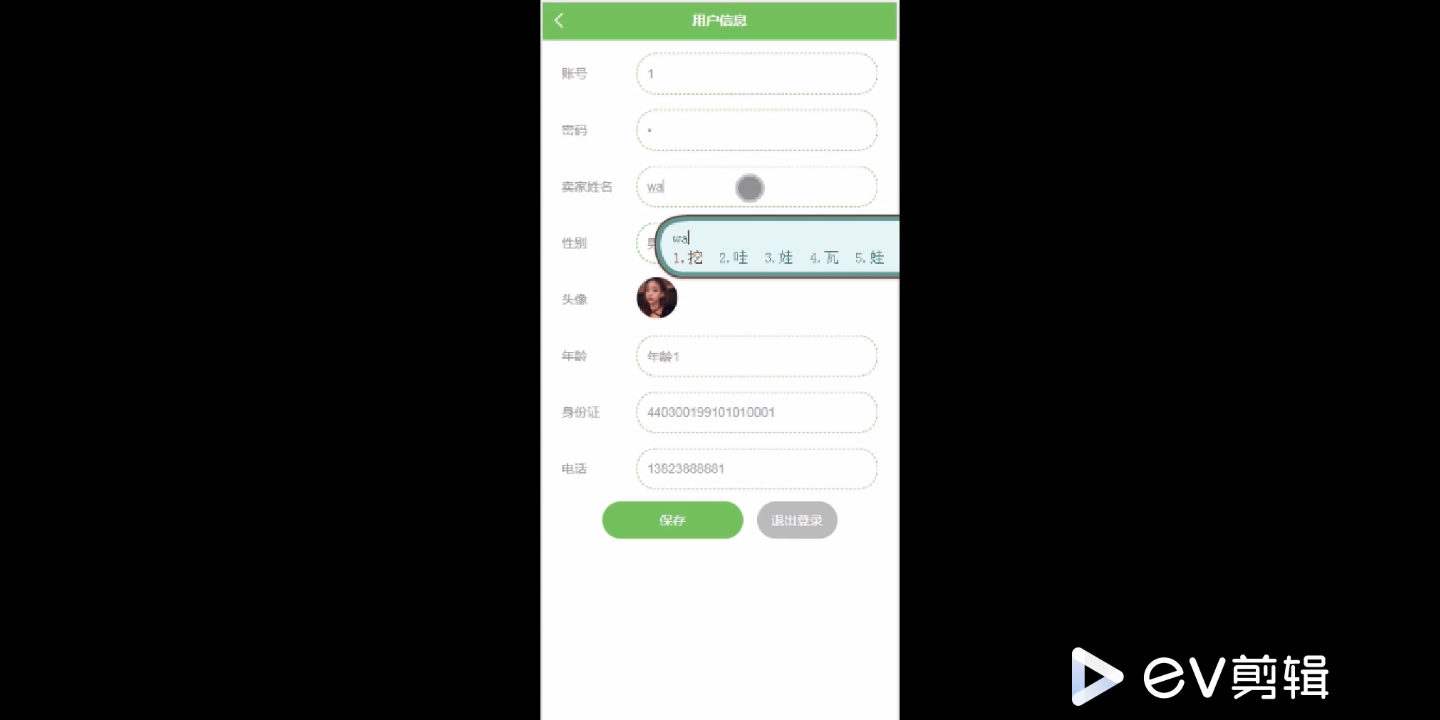 用户信息
账号 1
密码 •
卖家姓名 wa
性别 男
wa
1.挖 2.哇 3.娃 4.瓦 5.蛙
头像
年龄 年龄1
身份证 440300199101010001
电话 13823888881
保存 退出登录
EV剪辑